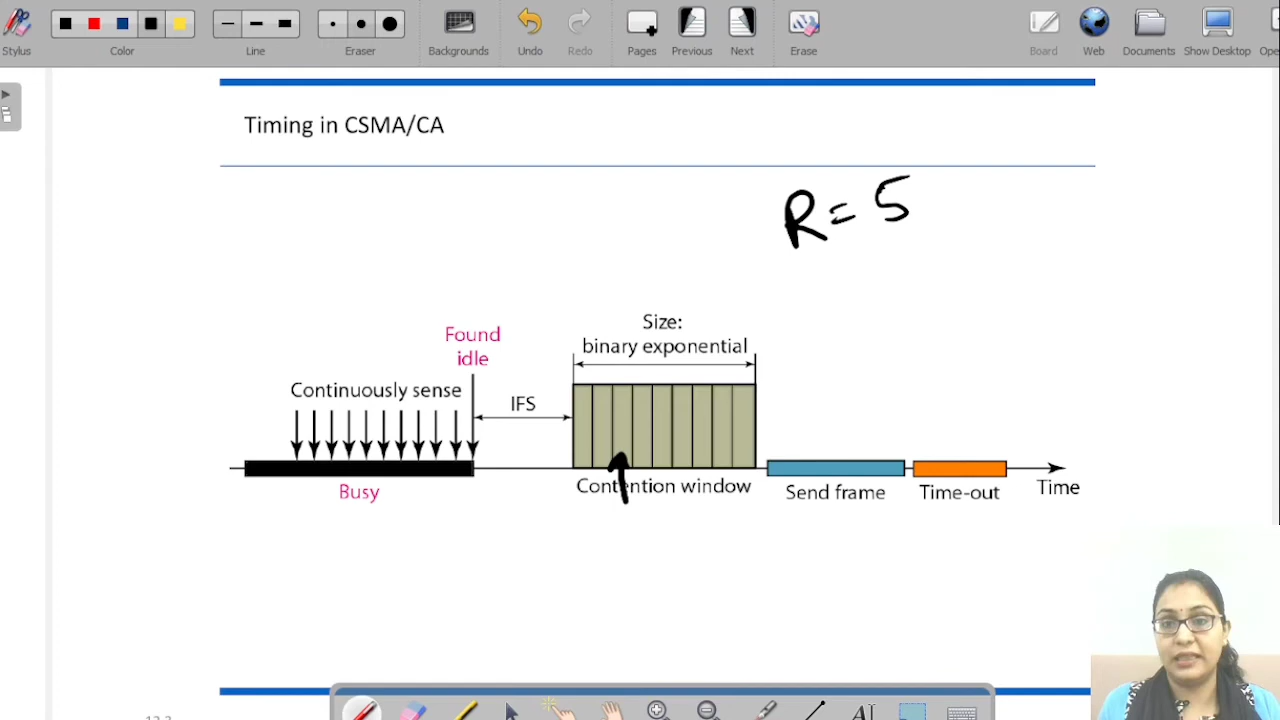 Stylus
Color
Line
Eraser
Backgrounds
Undo
Redo
Pages
Previous
Next
Erase
Board
Web
Documents
Show Desktop
Timing in CSMA/CA
R = 5
Size:
binary exponential
Found
idle
Continuously sense
IFS
Busy
Contention window
Send frame
Time-out
Time